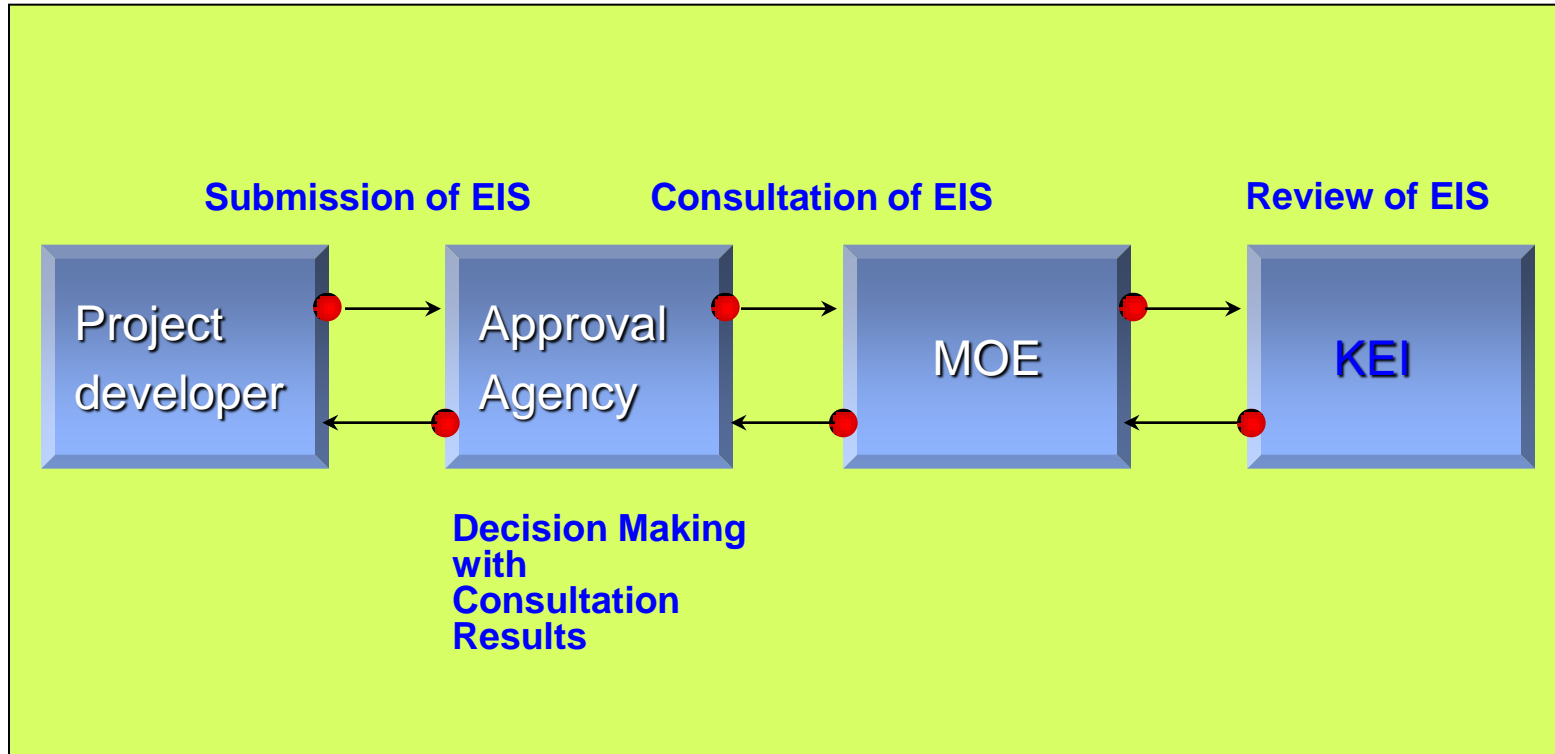 Submission of EIS
Consultation of EIS
Review of EIS
Project
developer
Approval
Agency
MOE
KEI
Decision Making
with
Consultation
Results